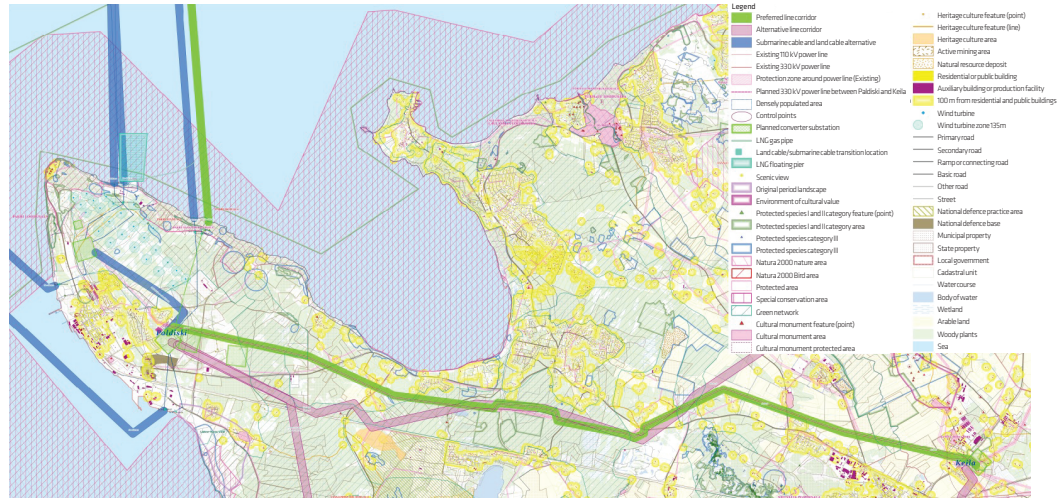 Legend
Preferred line corridor
Alternative line corridor
Submarine cable and land cable alternative
Existing 110 kV power line
Existing 330 kV power line
Protection zone around power line (Existing)
Planned 330 kV power line between Paldiski and Keila
Densely populated area
Control points
Planned converter substation
LNG gas pipe
Land cable/submarine cable transition location
LNG floating pier
Scenic view
Original period landscape
Environment of cultural value
Protected species I and II category feature (point)
Protected species I and II category area
Protected species category III
Protected species category III
Natura 2000 nature area
Natura 2000 Bird area
Protected area
Special conservation area
Green network
Cultural monument feature (point)
Cultural monument area
Cultural monument protected area
Heritage culture feature (point)
Heritage culture feature (line)
Heritage culture area
Active mining area
Natural resource deposit
Residential or public building
Auxiliary building or production facility
100 m from residential and public buildings
Wind turbine
Wind turbine zone 135m
Primary road
Secondary road
Ramp or connecting road
Basic road
Other road
Street
National defence practice area
National defence base
Municipal property
State property
Local government
Cadastral unit
Water course
Body of water
Wetland
Arable land
Woody plants
Sea
Paldiski
Keila